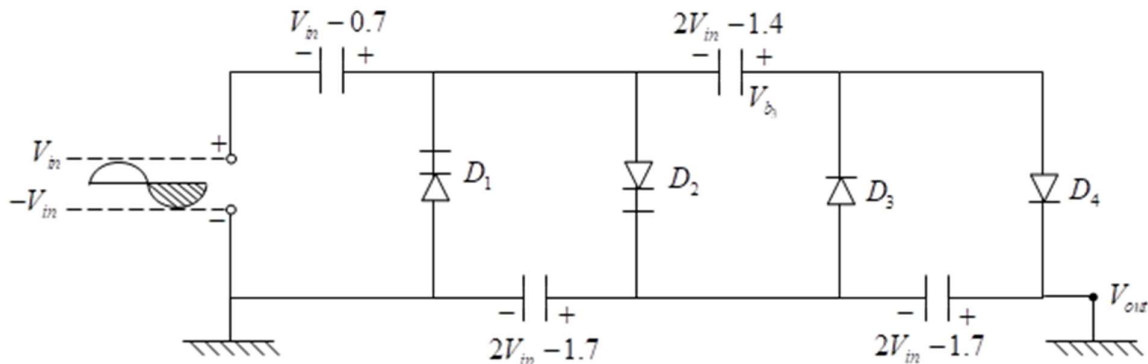 V_in − 0.7
2V_in − 1.4
− +
− +
V_b3
+
V_in
−V_in
−
D_1
D_2
D_3
D_4
− +
− +
V_out
2V_in − 1.7
2V_in − 1.7